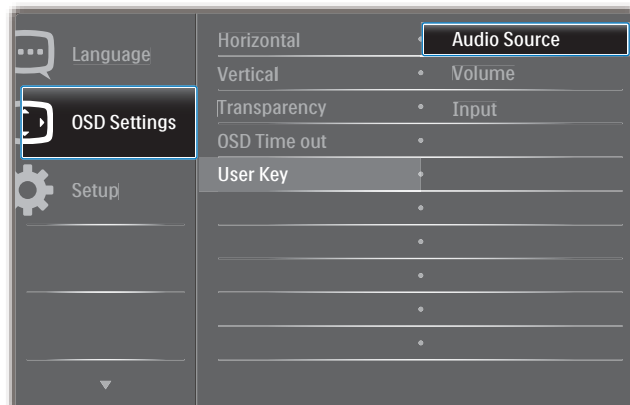 Language
OSD Settings
Setup
Horizontal
Vertical
Transparency
OSD Time out
User Key
Audio Source
Volume
Input